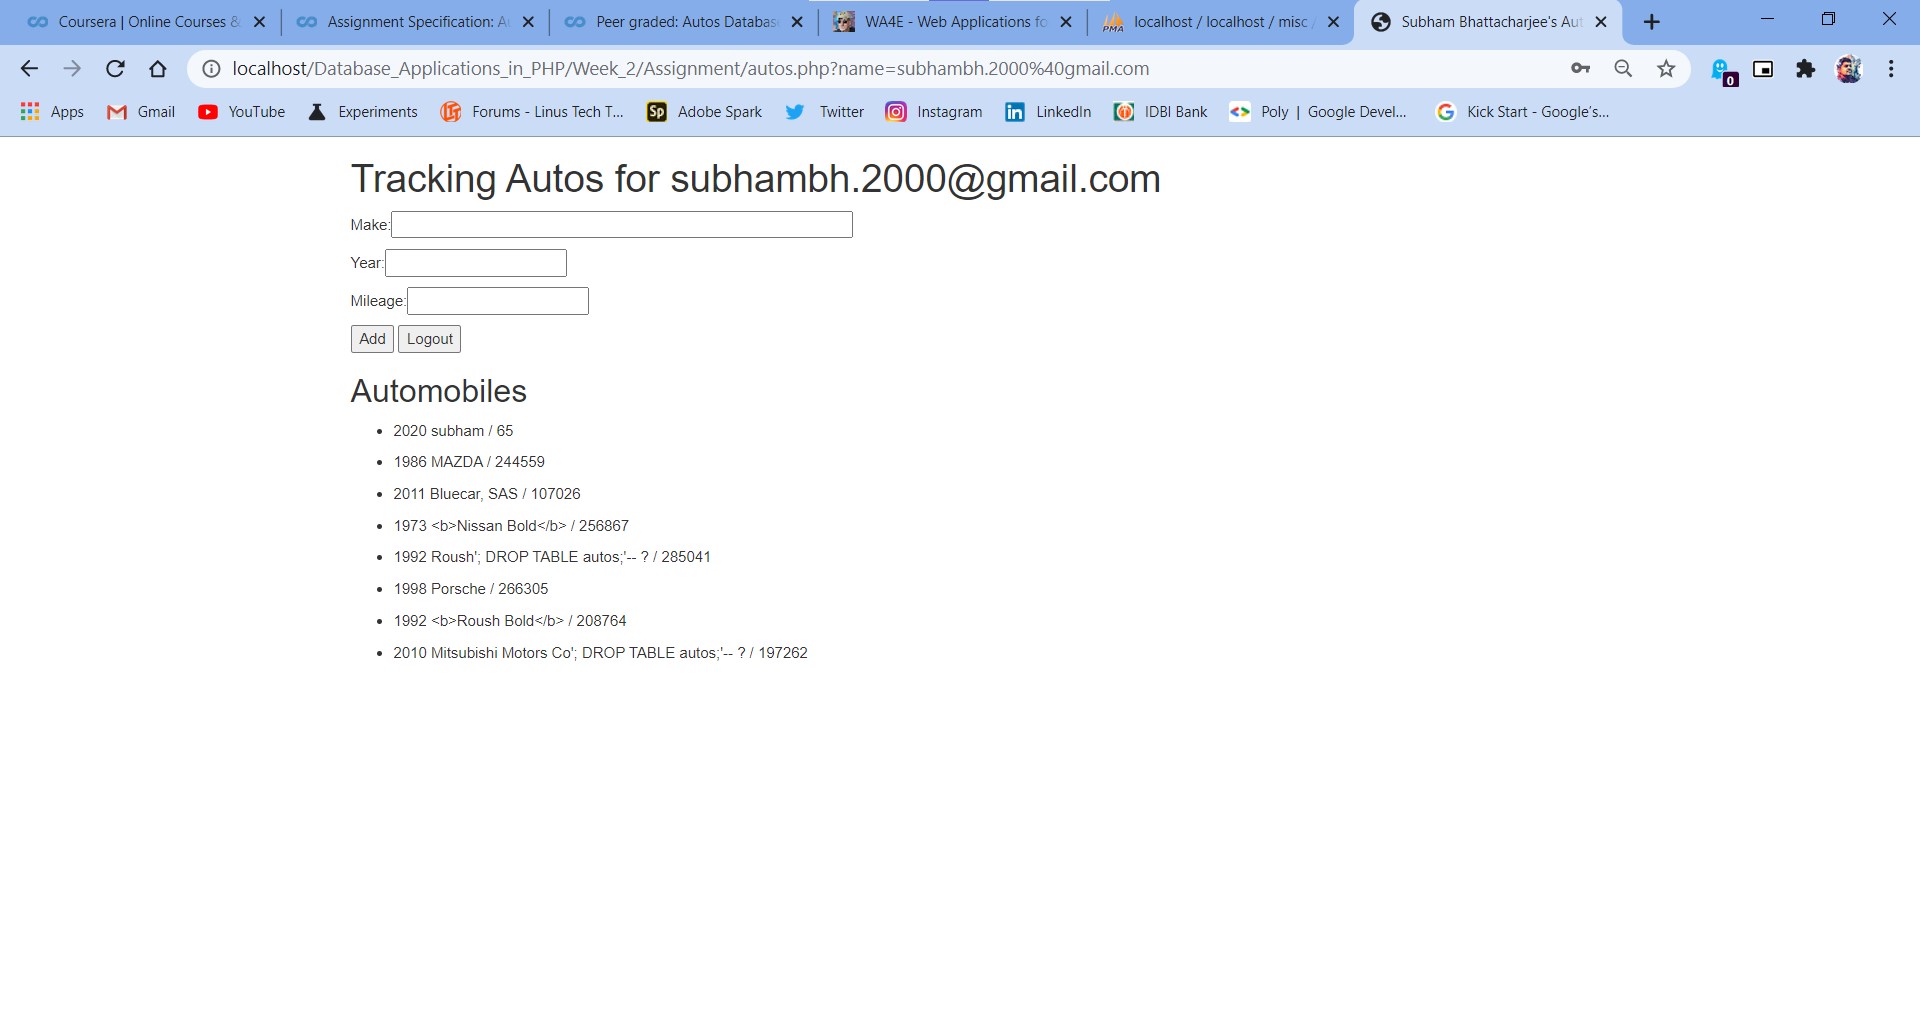 Coursera | Online Courses &
Assignment Specification: A
Peer graded: Autos Databas
WA4E - Web Applications fo
PMA
localhost / localhost / misc /
Subham Bhattacharjee's Aut
localhost/Database_Applications_in_PHP/Week_2/Assignment/autos.php?name=subhambh.2000%40gmail.com
0
Apps
Gmail
YouTube
Experiments
Forums - Linus Tech T...
Sp
Adobe Spark
Twitter
Instagram
in
LinkedIn
IDBI Bank
Poly | Google Devel...
G
Kick Start - Google's...
Tracking Autos for subhambh.2000@gmail.com
Make:
Year:
Mileage:
Add Logout
Automobiles
• 2020 subham / 65
• 1986 MAZDA / 244559
• 2011 Bluecar, SAS / 107026
• 1973 <b>Nissan Bold</b> / 256867
• 1992 Roush'; DROP TABLE autos;'-- ? / 285041
• 1998 Porsche / 266305
• 1992 <b>Roush Bold</b> / 208764
• 2010 Mitsubishi Motors Co'; DROP TABLE autos;'-- ? / 197262